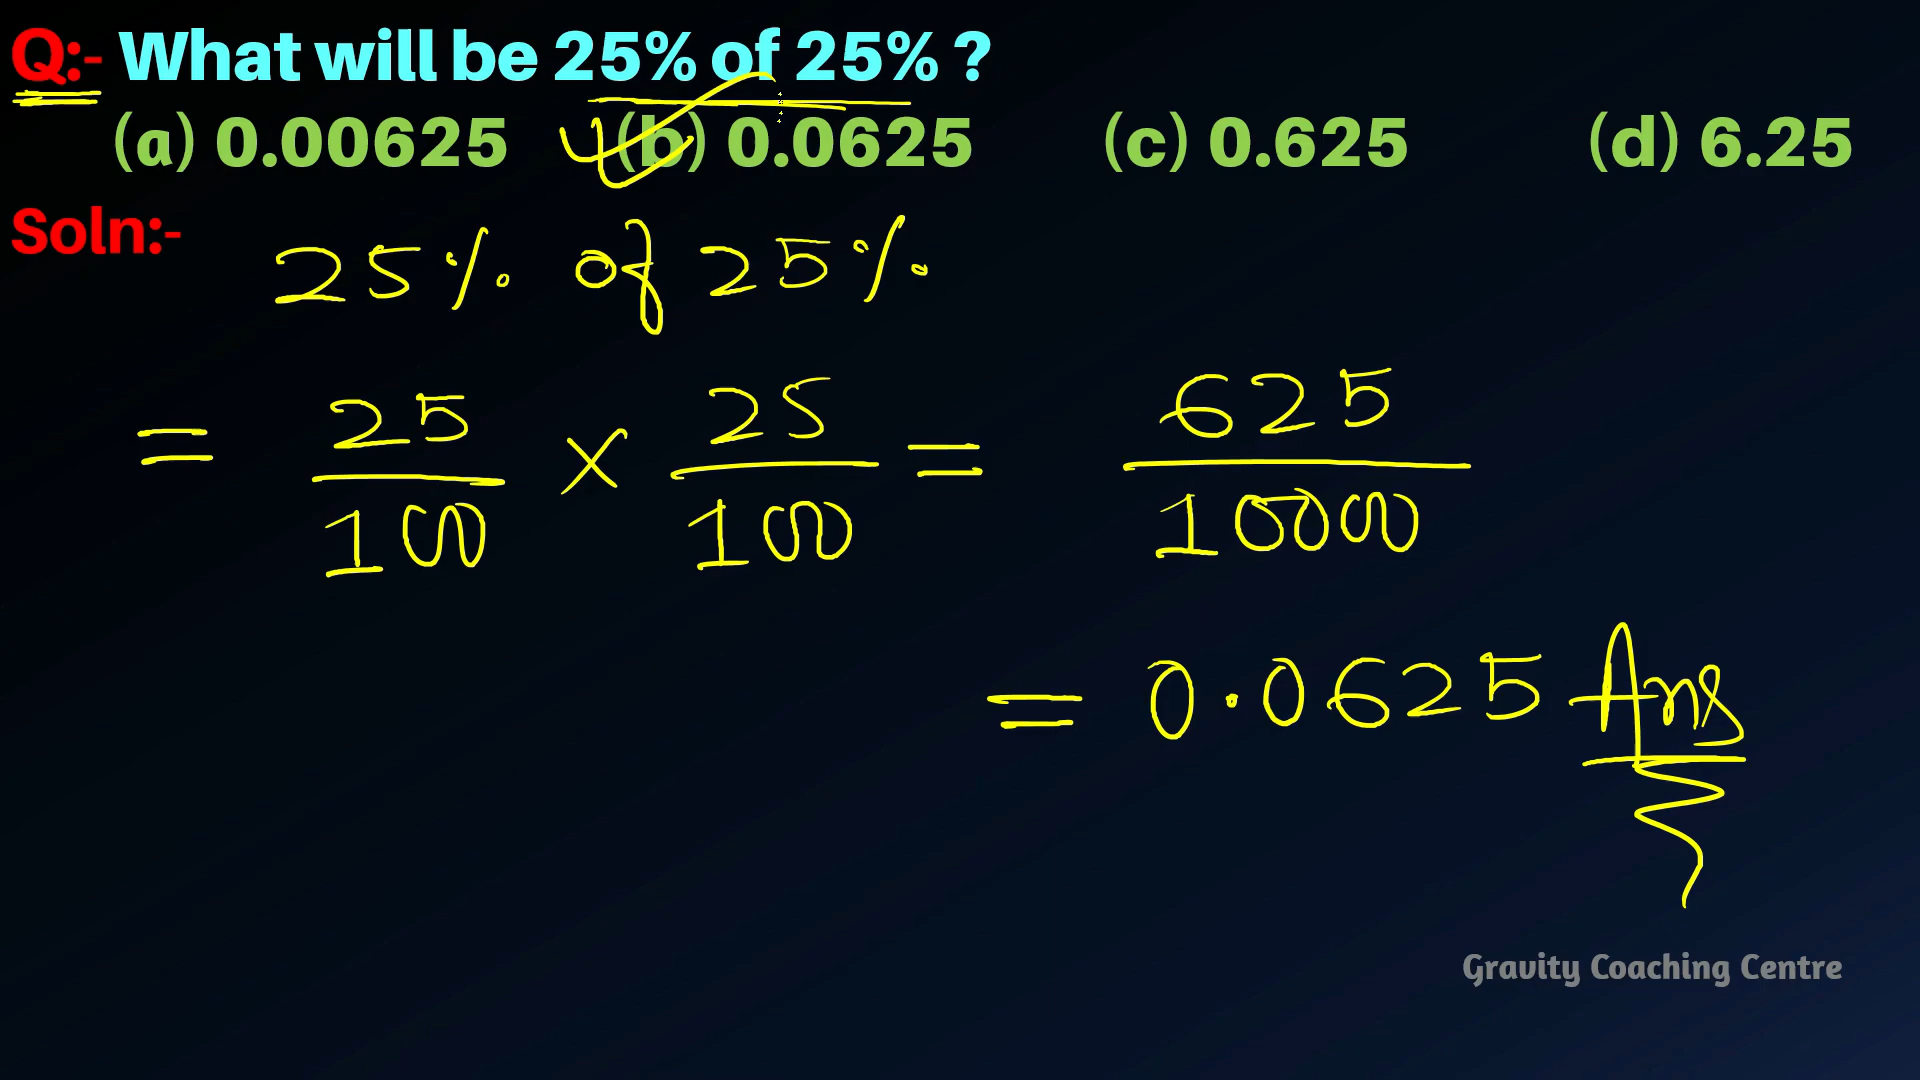 Q:- What will be 25% of 25% ?
(a) 0.00625 (b) 0.0625 (c) 0.625 (d) 6.25
Soln:-
25% of 25%
= 25/100 × 25/100 = 625/10000
= 0.0625 Ans
Gravity Coaching Centre